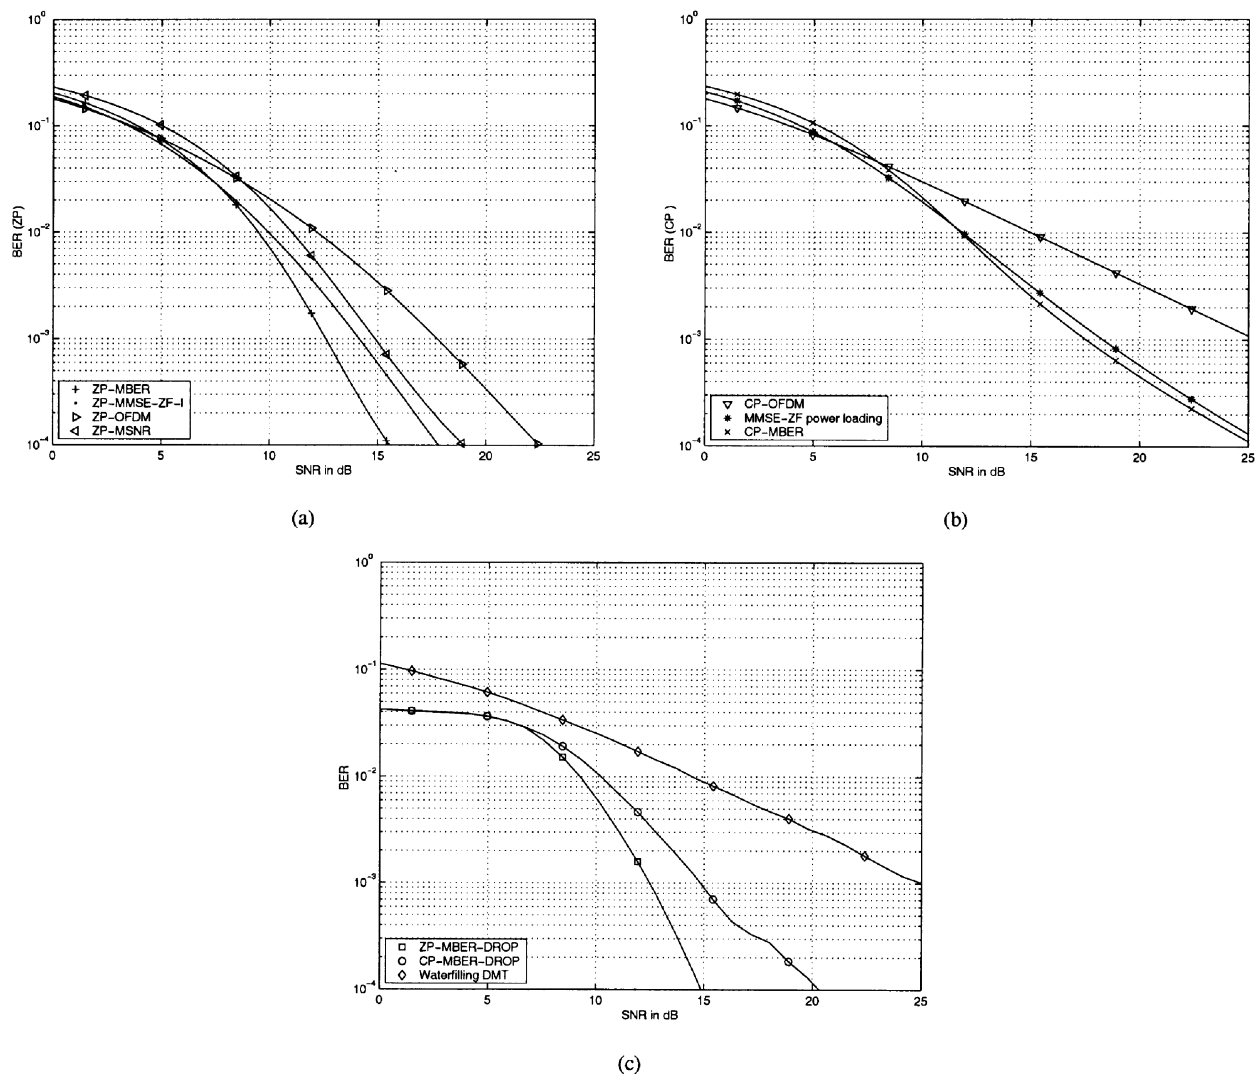 10^0
10^-1
10^-2
10^-3
10^-4
BER (ZP)
0 5 10 15 20 25
SNR in dB
ZP-MBER
ZP-MMSE-ZF-I
ZP-OFDM
ZP-MSNR
(a)
10^0
10^-1
10^-2
10^-3
10^-4
BER (CP)
0 5 10 15 20 25
SNR in dB
CP-OFDM
MMSE-ZF power loading
CP-MBER
(b)
10^0
10^-1
10^-2
10^-3
10^-4
BER
0 5 10 15 20 25
SNR in dB
ZP-MBER-DROP
CP-MBER-DROP
Waterfilling DMT
(c)